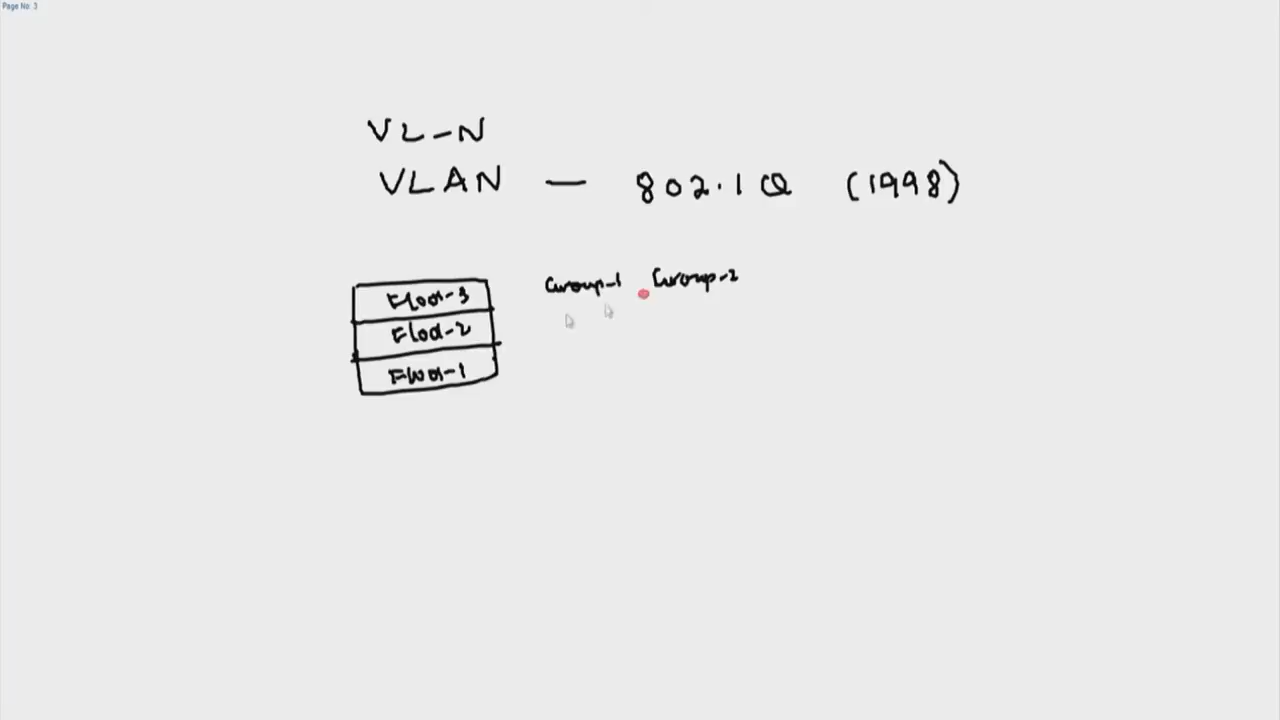 Page No: 3
VL-N
VLAN — 802.1Q (1998)
Group-1 Group-2
Floor-3
Floor-2
Floor-1